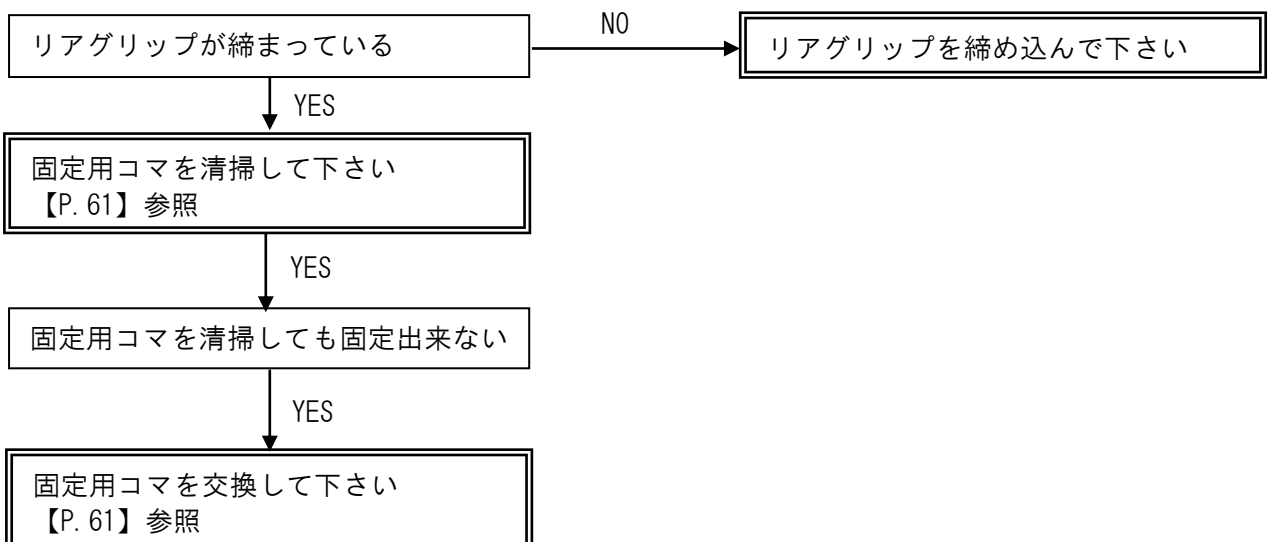 リアグリップが締まっている
NO
リアグリップを締め込んで下さい
YES
固定用コマを清掃して下さい
【P.61】参照
YES
固定用コマを清掃しても固定出来ない
YES
固定用コマを交換して下さい
【P.61】参照